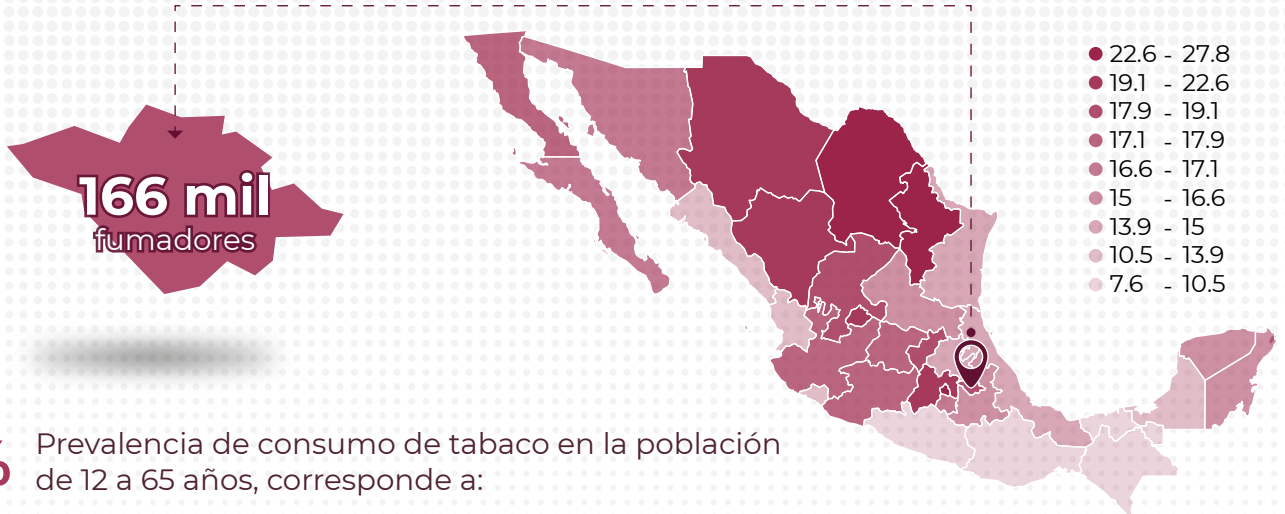 166 mil
fumadores
22.6 - 27.8
19.1 - 22.6
17.9 - 19.1
17.1 - 17.9
16.6 - 17.1
15 - 16.6
13.9 - 15
10.5 - 13.9
7.6 - 10.5
Prevalencia de consumo de tabaco en la población
de 12 a 65 años, corresponde a: